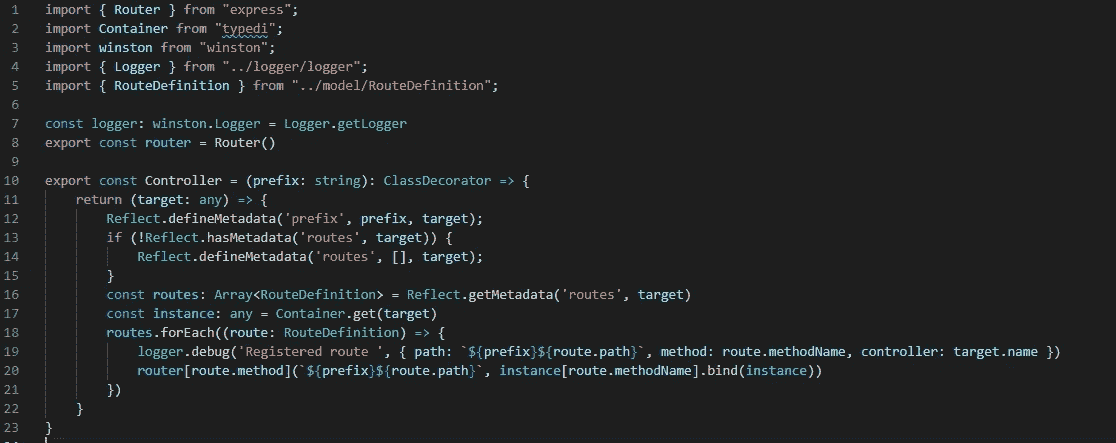 1 import { Router } from "express";
2 import Container from "typedi";
3 import winston from "winston";
4 import { Logger } from "../logger/logger";
5 import { RouteDefinition } from "../model/RouteDefinition";
6
7 const logger: winston.Logger = Logger.getLogger
8 export const router = Router()
9
10 export const Controller = (prefix: string): ClassDecorator => {
11     return (target: any) => {
12         Reflect.defineMetadata('prefix', prefix, target);
13         if (!Reflect.hasMetadata('routes', target)) {
14             Reflect.defineMetadata('routes', [], target);
15         }
16         const routes: Array<RouteDefinition> = Reflect.getMetadata('routes', target)
17         const instance: any = Container.get(target)
18         routes.forEach((route: RouteDefinition) => {
19             logger.debug('Registered route ', { path: `${prefix}${route.path}`, method: route.methodName, controller: target.name })
20             router[route.method](`${prefix}${route.path}`, instance[route.methodName].bind(instance))
21         })
22     }
23 }